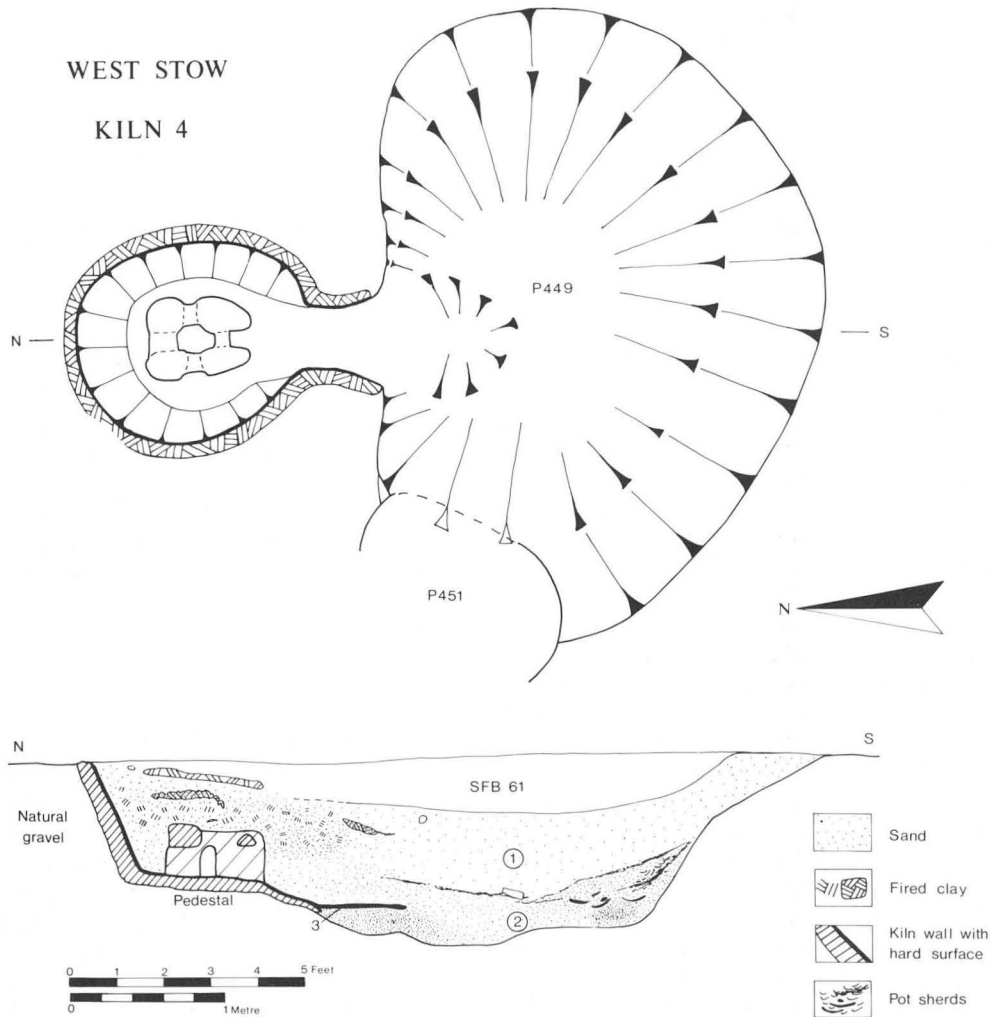 WEST STOW
KILN 4
P449
N
S
P451
N
N
S
SFB 61
Natural
gravel
1
Pedestal
2
3
0 1 2 3 4 5 Feet
0 1 Metre
Sand
Fired clay
Kiln wall with
hard surface
Pot sherds